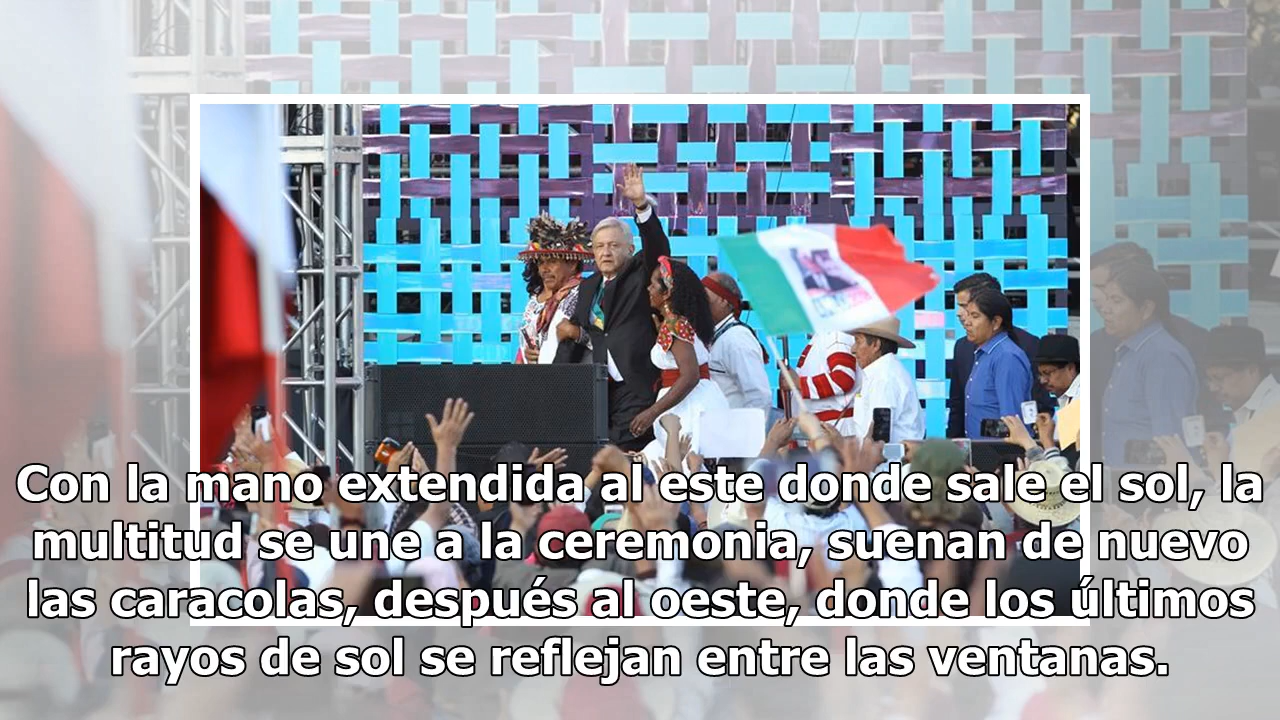 Con la mano extendida al este donde sale el sol, la
multitud se une a la ceremonia, suenan de nuevo
las caracolas, después al oeste, donde los últimos
rayos de sol se reflejan entre las ventanas.